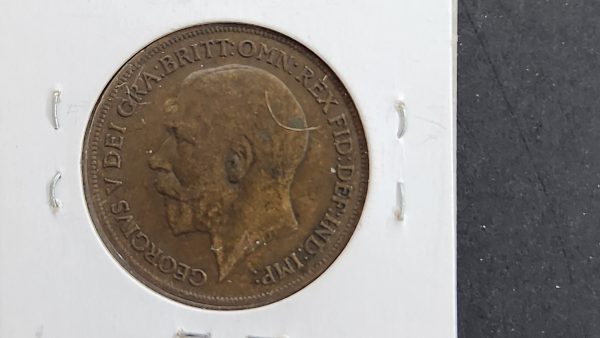 GEORGIVS V DEI GRA: BRITT: OMN: REX FID: DEF: IND: IMP: